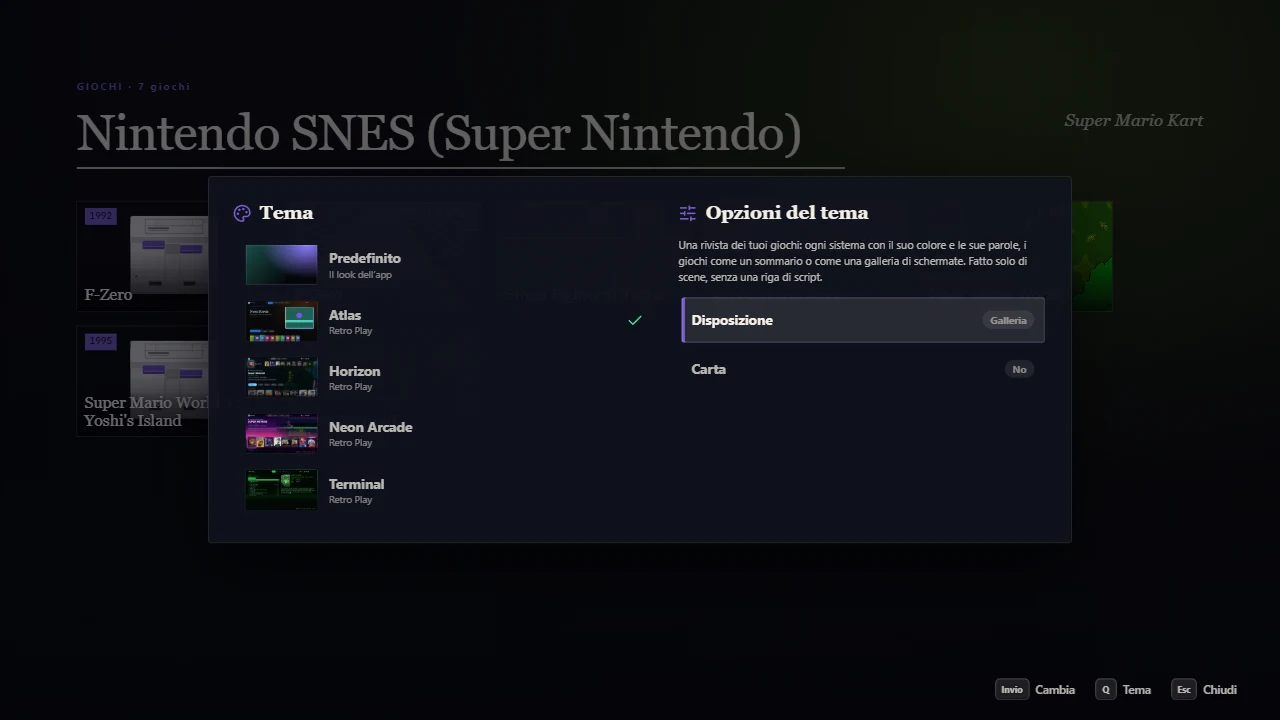 GIOCHI · 7 giochi
Nintendo SNES (Super Nintendo)
Super Mario Kart
1992
F-Zero
1995
Super Mario Worl
Yoshi's Island
Tema
Predefinito
Il look dell'app
Atlas
Retro Play
Horizon
Retro Play
Neon Arcade
Retro Play
Terminal
Retro Play
Opzioni del tema
Una rivista dei tuoi giochi: ogni sistema con il suo colore e le sue parole, i
giochi come un sommario o come una galleria di schermate. Fatto solo di
scene, senza una riga di script.
Disposizione Galleria
Carta No
Invio Cambia Q Tema Esc Chiudi